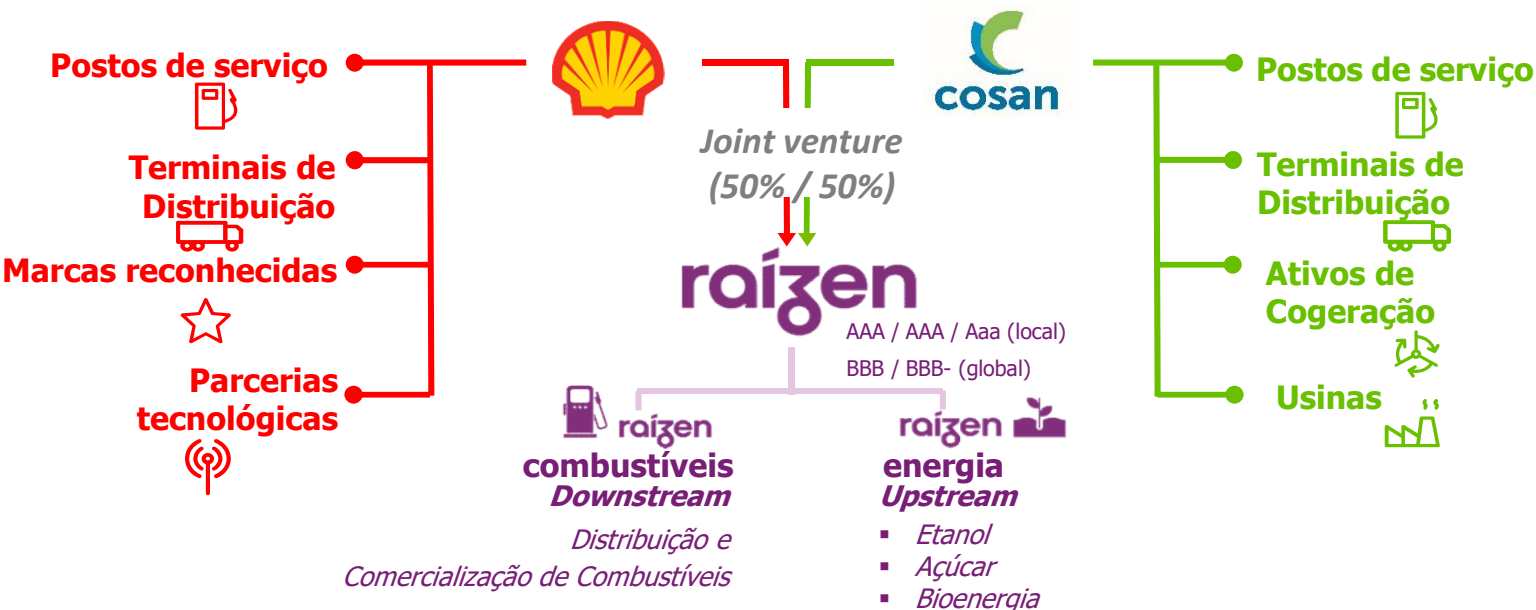 Postos de serviço
Terminais de
Distribuição
Marcas reconhecidas
Parcerias
tecnológicas
cosan
Joint venture
(50% / 50%)
raízen
AAA / AAA / Aaa (local)
BBB / BBB- (global)
raízen
combustíveis
Downstream
Distribuição e
Comercialização de Combustíveis
raízen
energia
Upstream
▪ Etanol
▪ Açúcar
▪ Bioenergia
Postos de serviço
Terminais de
Distribuição
Ativos de
Cogeração
Usinas